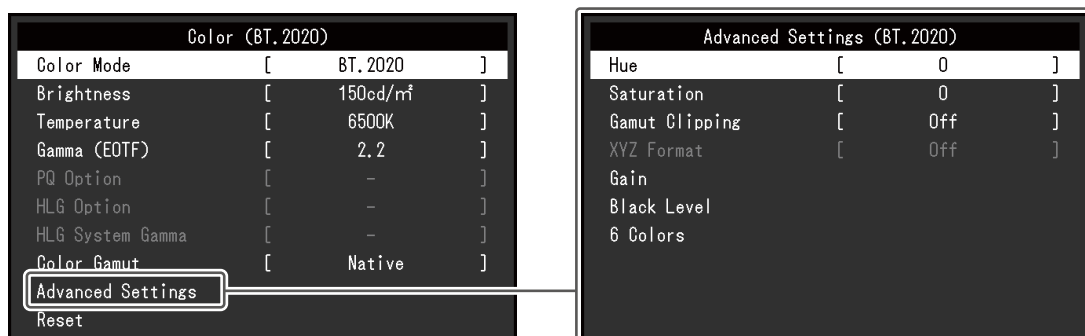 Color (BT.2020)
Color Mode [ BT.2020 ]
Brightness [ 150cd/㎡ ]
Temperature [ 6500K ]
Gamma (EOTF) [ 2.2 ]
PQ Option [ – ]
HLG Option [ – ]
HLG System Gamma [ – ]
Color Gamut [ Native ]
Advanced Settings
Reset
Advanced Settings (BT.2020)
Hue [ 0 ]
Saturation [ 0 ]
Gamut Clipping [ Off ]
XYZ Format [ Off ]
Gain
Black Level
6 Colors